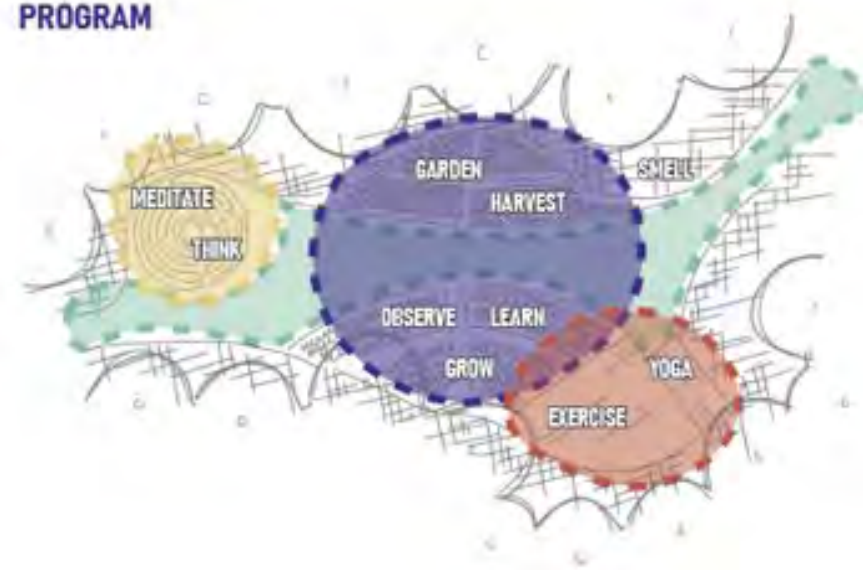 PROGRAM
GARDEN
SMELL
MEDITATE
HARVEST
THINK
OBSERVE LEARN
GROW
YOGA
EXERCISE